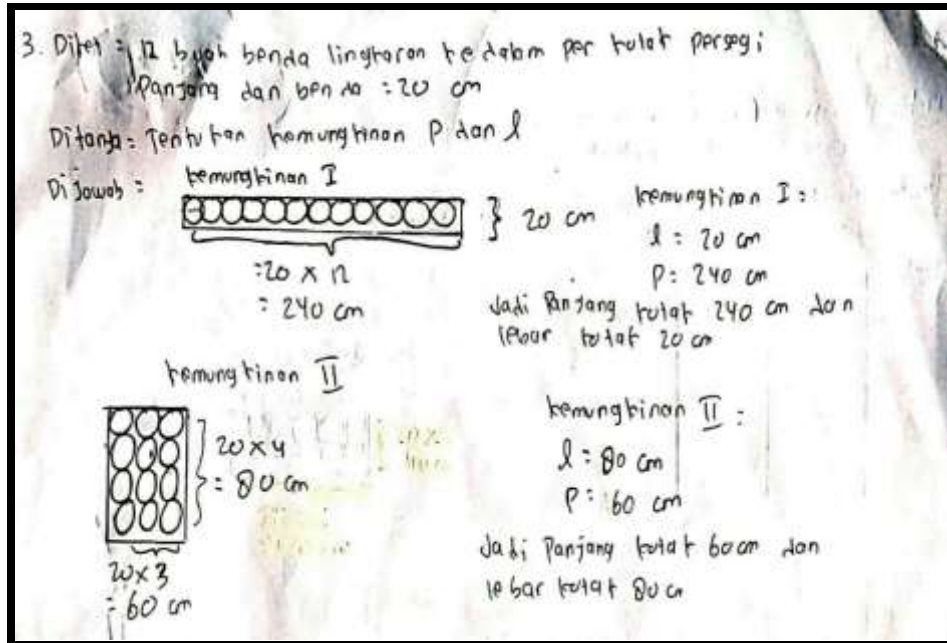 3. Diket = 12 buah benda lingkaran kedalam per kotak persegi
Panjang dan benda = 20 cm
Ditanya = Tentukan kemungkinan P dan l
Dijawab =
kemungkinan I
20 cm
= 20 x 12
= 240 cm
kemungkinan I :
l = 20 cm
P = 240 cm
Jadi Panjang kotak 240 cm dan
lebar kotak 20 cm
kemungkinan II
20 x 4
= 80 cm
20 x 3
= 60 cm
kemungkinan II :
l = 80 cm
P = 60 cm
Jadi Panjang kotak 60 cm dan
lebar kotak 80 cm